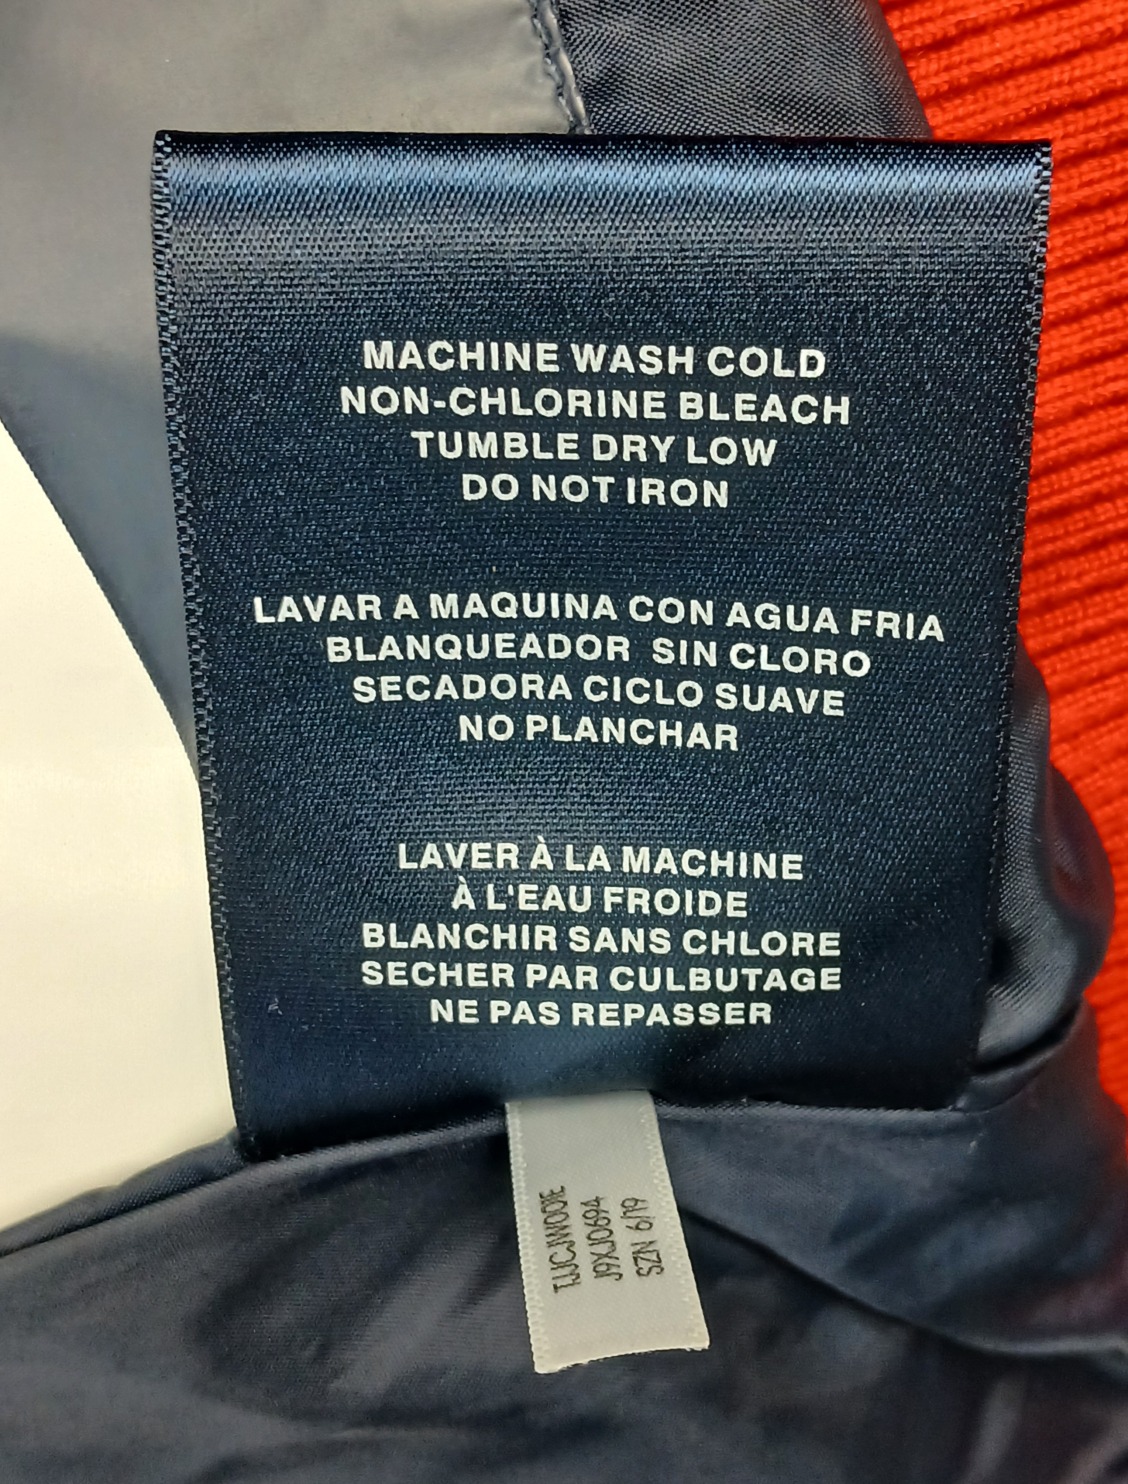 MACHINE WASH COLD
NON-CHLORINE BLEACH
TUMBLE DRY LOW
DO NOT IRON
LAVAR A MAQUINA CON AGUA FRIA
BLANQUEADOR SIN CLORO
SECADORA CICLO SUAVE
NO PLANCHAR
LAVER À LA MACHINE
À L'EAU FROIDE
BLANCHIR SANS CHLORE
SECHER PAR CULBUTAGE
NE PAS REPASSER
J9XJ0694
SZN 6/19